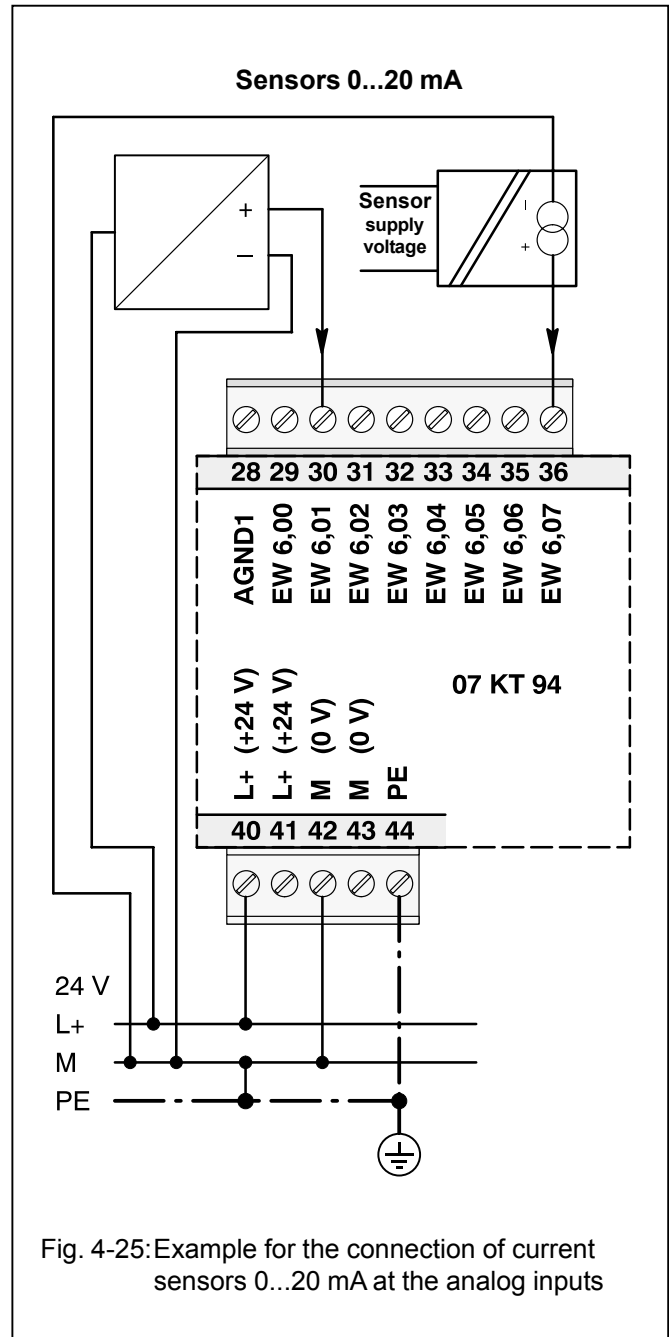 Sensors 0...20 mA
+
−
Sensor
supply
voltage
−
+
28 29 30 31 32 33 34 35 36
AGND1
EW 6,00
EW 6,01
EW 6,02
EW 6,03
EW 6,04
EW 6,05
EW 6,06
EW 6,07
07 KT 94
L+ (+24 V)
L+ (+24 V)
M (0 V)
M (0 V)
PE
40 41 42 43 44
24 V
L+
M
PE
Fig. 4-25: Example for the connection of current
sensors 0...20 mA at the analog inputs